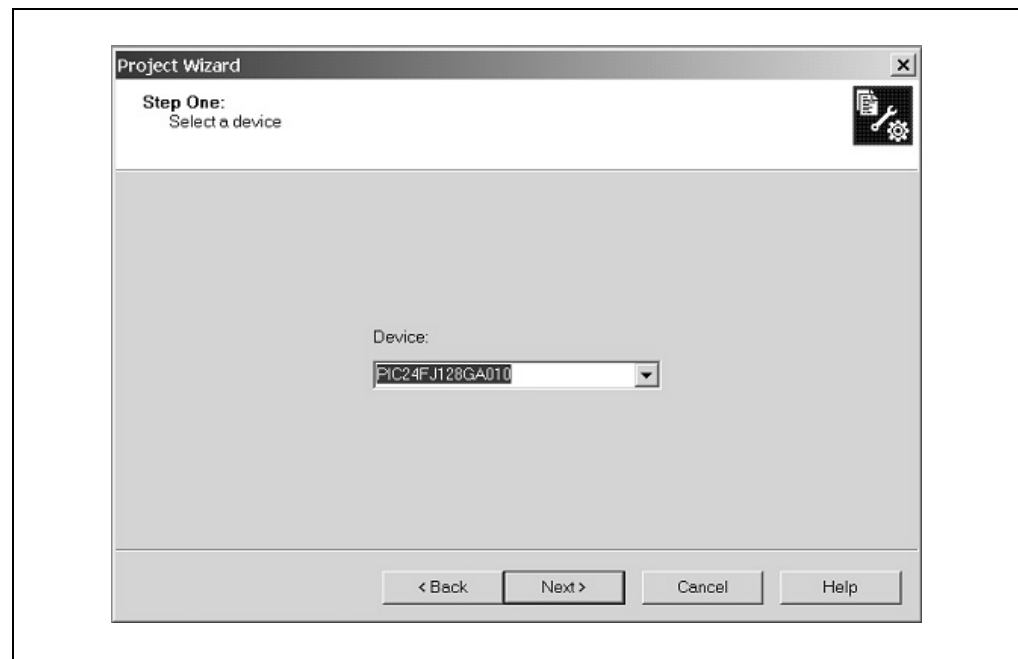 Project Wizard
Step One:
Select a device
Device:
PIC24FJ128GA010
< Back Next > Cancel Help